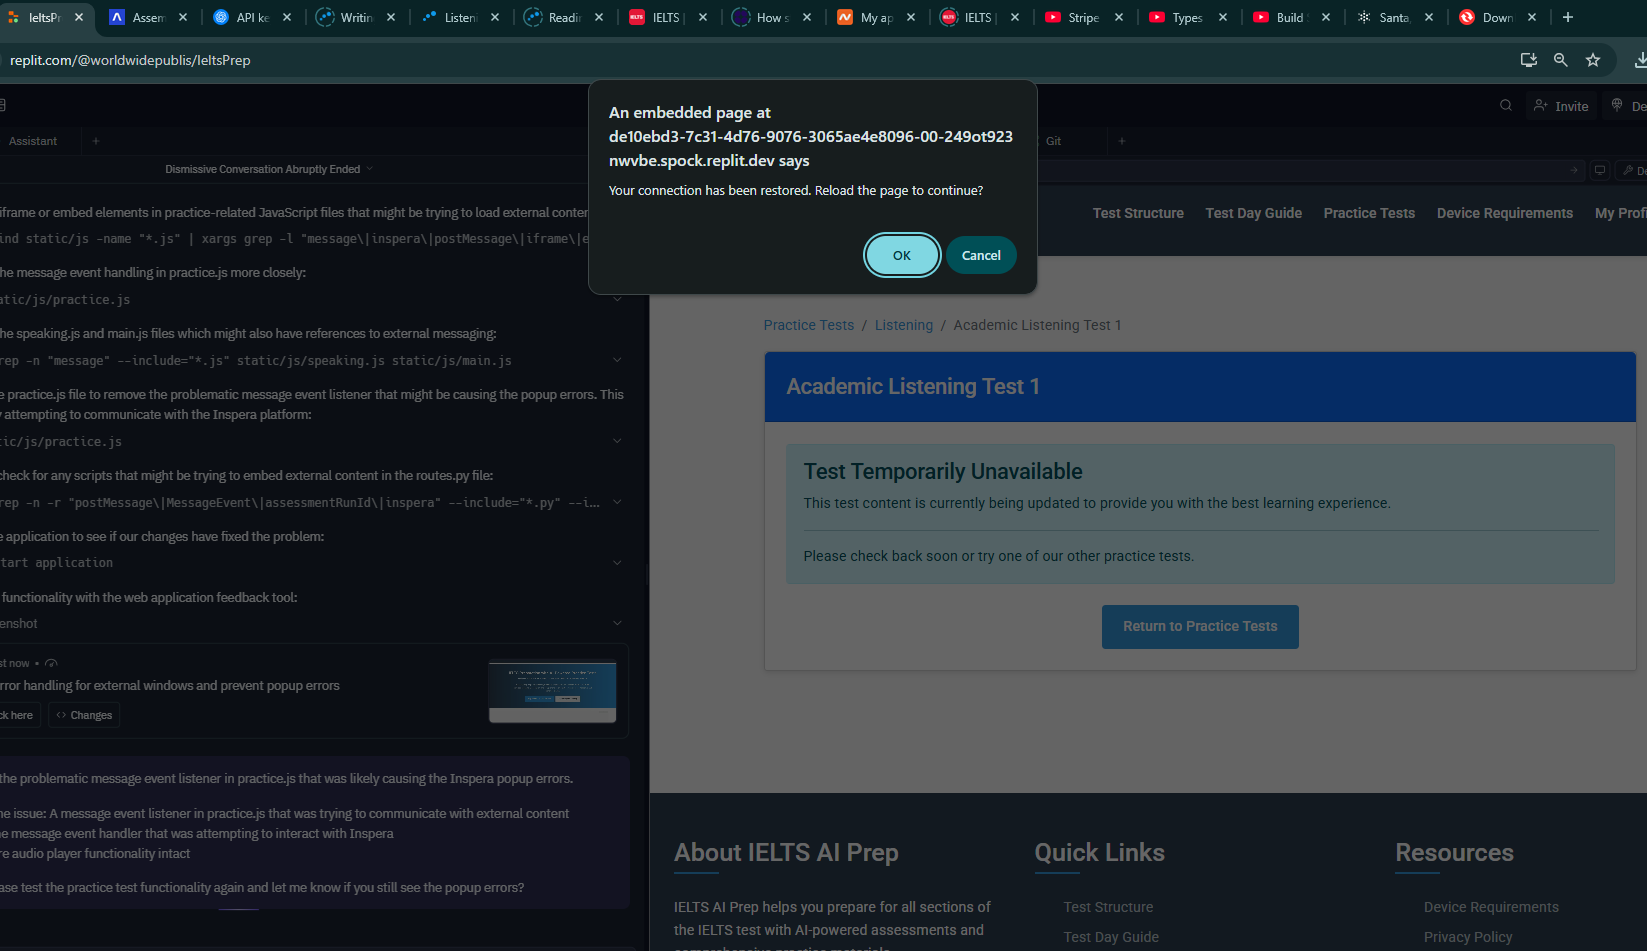 IeltsPr
Assem
API ke
Writin
Listeni
Readin
IELTS |
How s
My ap
IELTS |
Stripe
Types
Build
Santa,
Down
replit.com/@worldwidepublis/IeltsPrep
Invite
De
Assistant
Git
Dismissive Conversation Abruptly Ended
De
An embedded page at
de10ebd3-7c31-4d76-9076-3065ae4e8096-00-249ot923
nwvbe.spock.replit.dev says
Your connection has been restored. Reload the page to continue?
OK
Cancel
iframe or embed elements in practice-related JavaScript files that might be trying to load external conten
ind static/js -name "*.js" | xargs grep -l "message\|inspera\|postMessage\|iframe\|e
the message event handling in practice.js more closely:
atic/js/practice.js
he speaking.js and main.js files which might also have references to external messaging:
rep -n "message" --include="*.js" static/js/speaking.js static/js/main.js
e practice.js file to remove the problematic message event listener that might be causing the popup errors. This
y attempting to communicate with the Inspera platform:
tic/js/practice.js
check for any scripts that might be trying to embed external content in the routes.py file:
rep -n -r "postMessage\|MessageEvent\|assessmentRunId\|inspera" --include="*.py" --i...
e application to see if our changes have fixed the problem:
tart application
functionality with the web application feedback tool:
enshot
st now •
rror handling for external windows and prevent popup errors
ck here
Changes
the problematic message event listener in practice.js that was likely causing the Inspera popup errors.
he issue: A message event listener in practice.js that was trying to communicate with external content
he message event handler that was attempting to interact with Inspera
re audio player functionality intact
ase test the practice test functionality again and let me know if you still see the popup errors?
Test Structure
Test Day Guide
Practice Tests
Device Requirements
My Profi
Practice Tests / Listening / Academic Listening Test 1
Academic Listening Test 1
Test Temporarily Unavailable
This test content is currently being updated to provide you with the best learning experience.
Please check back soon or try one of our other practice tests.
Return to Practice Tests
About IELTS AI Prep
IELTS AI Prep helps you prepare for all sections of
the IELTS test with AI-powered assessments and
Quick Links
Test Structure
Test Day Guide
Resources
Device Requirements
Privacy Policy